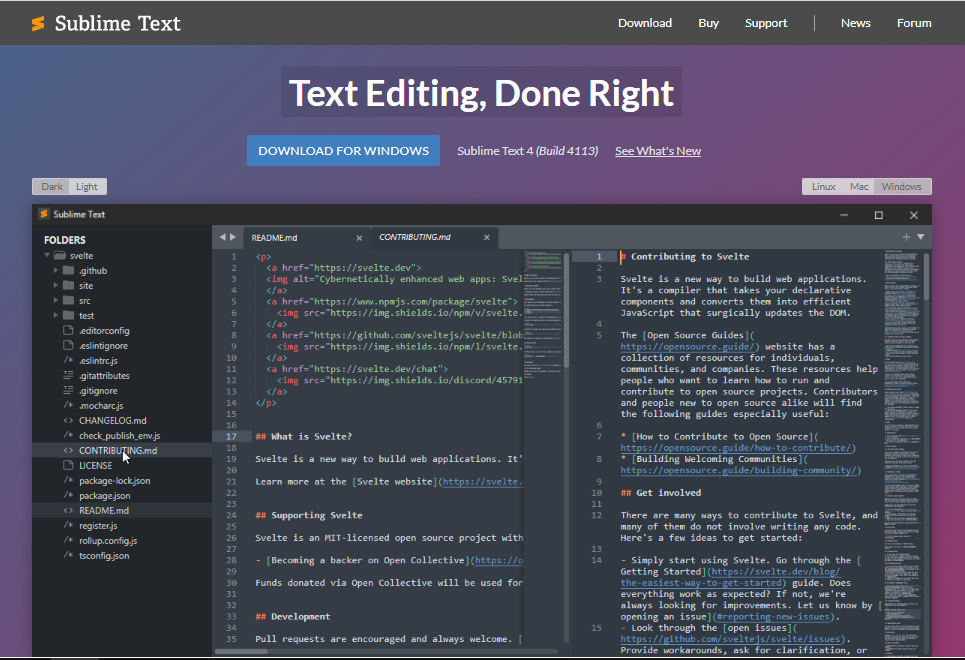 Sublime Text
Download Buy Support News Forum
Text Editing, Done Right
DOWNLOAD FOR WINDOWS Sublime Text 4 (Build 4113) See What's New
Dark Light
Linux Mac Windows
Sublime Text
FOLDERS
svelte
.github
site
src
test
.editorconfig
.eslintignore
/* .eslintrc.js
.gitattributes
.gitignore
/* .mocharc.js
<> CHANGELOG.md
/* check_publish_env.js
<> CONTRIBUTING.md
LICENSE
/* package-lock.json
/* package.json
<> README.md
/* register.js
/* rollup.config.js
/* tsconfig.json
README.md
CONTRIBUTING.md
1 <p>
2 <a href="https://svelte.dev">
3 <img alt="Cybernetically enhanced web apps: Svel
4 </a>
5 <a href="https://www.npmjs.com/package/svelte">
6 <img src="https://img.shields.io/npm/v/svelte.
7 </a>
8 <a href="https://github.com/sveltejs/svelte/blob
9 <img src="https://img.shields.io/npm/l/svelte.
10 </a>
11 <a href="https://svelte.dev/chat">
12 <img src="https://img.shields.io/discord/45791
13 </a>
14 </p>
15
16
17 ## What is Svelte?
18
19 Svelte is a new way to build web applications. It'
20
21 Learn more at the [Svelte website](https://svelte.
22
23
24 ## Supporting Svelte
25
26 Svelte is an MIT-licensed open source project with
27
28 - [Becoming a backer on Open Collective](https://o
29
30 Funds donated via Open Collective will be used for
31
32
33 ## Development
34
35 Pull requests are encouraged and always welcome. [
1 # Contributing to Svelte
2
3 Svelte is a new way to build web applications.
It's a compiler that takes your declarative
components and converts them into efficient
JavaScript that surgically updates the DOM.
4
5 The [Open Source Guides](
https://opensource.guide/) website has a
collection of resources for individuals,
communities, and companies. These resources help
people who want to learn how to run and
contribute to open source projects. Contributors
and people new to open source alike will find
the following guides especially useful:
6
7 * [How to Contribute to Open Source](
https://opensource.guide/how-to-contribute/)
8 * [Building Welcoming Communities](
https://opensource.guide/building-community/)
9
10 ## Get involved
11
12 There are many ways to contribute to Svelte, and
many of them do not involve writing any code.
Here's a few ideas to get started:
13
14 - Simply start using Svelte. Go through the [
Getting Started](https://svelte.dev/blog/
the-easiest-way-to-get-started) guide. Does
everything work as expected? If not, we're
always looking for improvements. Let us know by [
opening an issue](#reporting-new-issues).
15 - Look through the [open issues](
https://github.com/sveltejs/svelte/issues).
Provide workarounds, ask for clarification, or